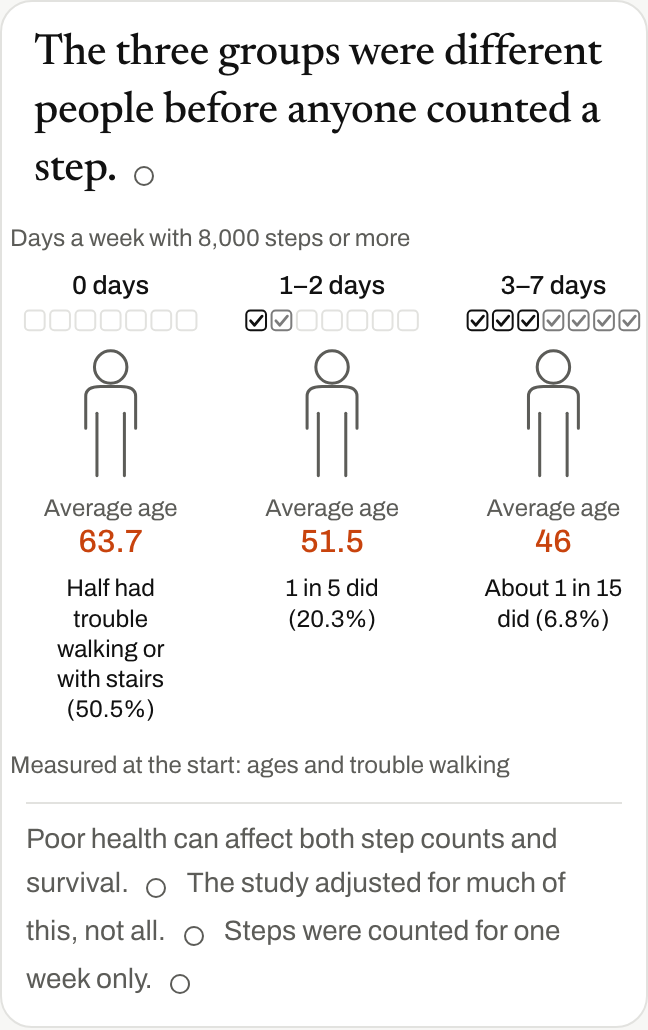 The three groups were different
people before anyone counted a
step.
Days a week with 8,000 steps or more
0 days
1–2 days
3–7 days
Average age
63.7
Half had
trouble
walking or
with stairs
(50.5%)
Average age
51.5
1 in 5 did
(20.3%)
Average age
46
About 1 in 15
did (6.8%)
Measured at the start: ages and trouble walking
Poor health can affect both step counts and
survival. The study adjusted for much of
this, not all. Steps were counted for one
week only.